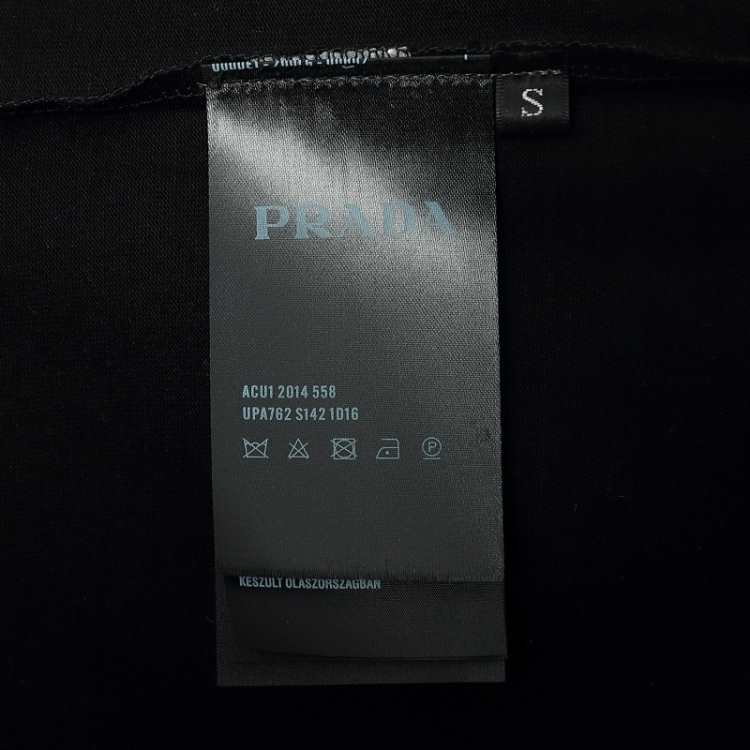 S
PRADA
ACU1 2014 558
UPA762 S142 1D16
P
KESZULT OLASZORSZAGBAN